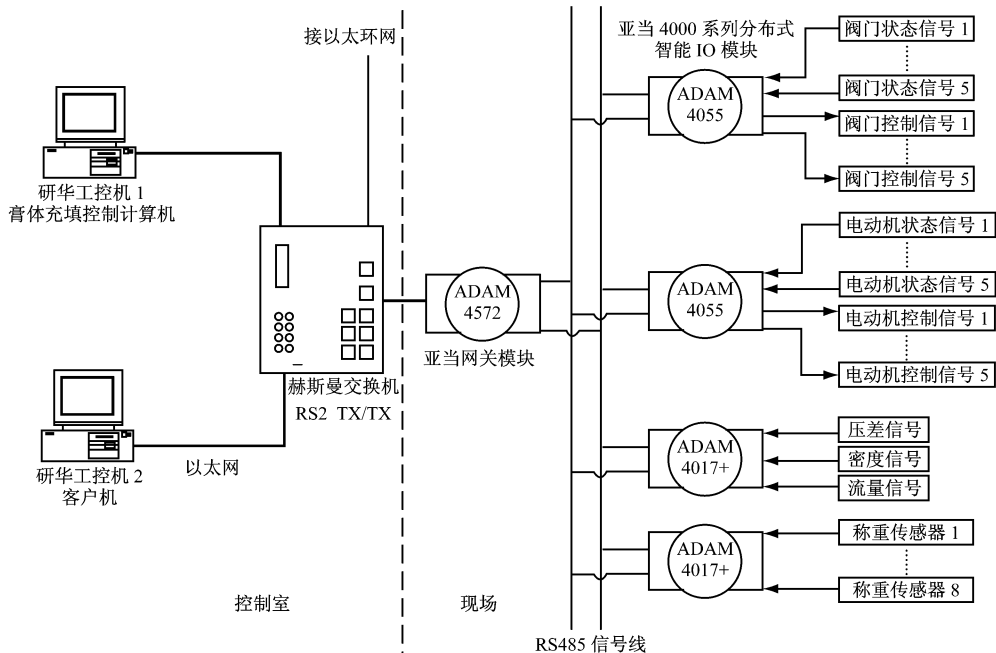 接以太环网
亚当 4000 系列分布式
智能 IO 模块
阀门状态信号 1
阀门状态信号 5
阀门控制信号 1
阀门控制信号 5
ADAM
4055
研华工控机 1
膏体充填控制计算机
电动机状态信号 1
电动机状态信号 5
电动机控制信号 1
电动机控制信号 5
ADAM
4055
ADAM
4572
亚当网关模块
赫斯曼交换机
RS2 TX/TX
研华工控机 2
客户机
以太网
ADAM
4017+
压差信号
密度信号
流量信号
ADAM
4017+
称重传感器 1
称重传感器 8
控制室
现场
RS485 信号线